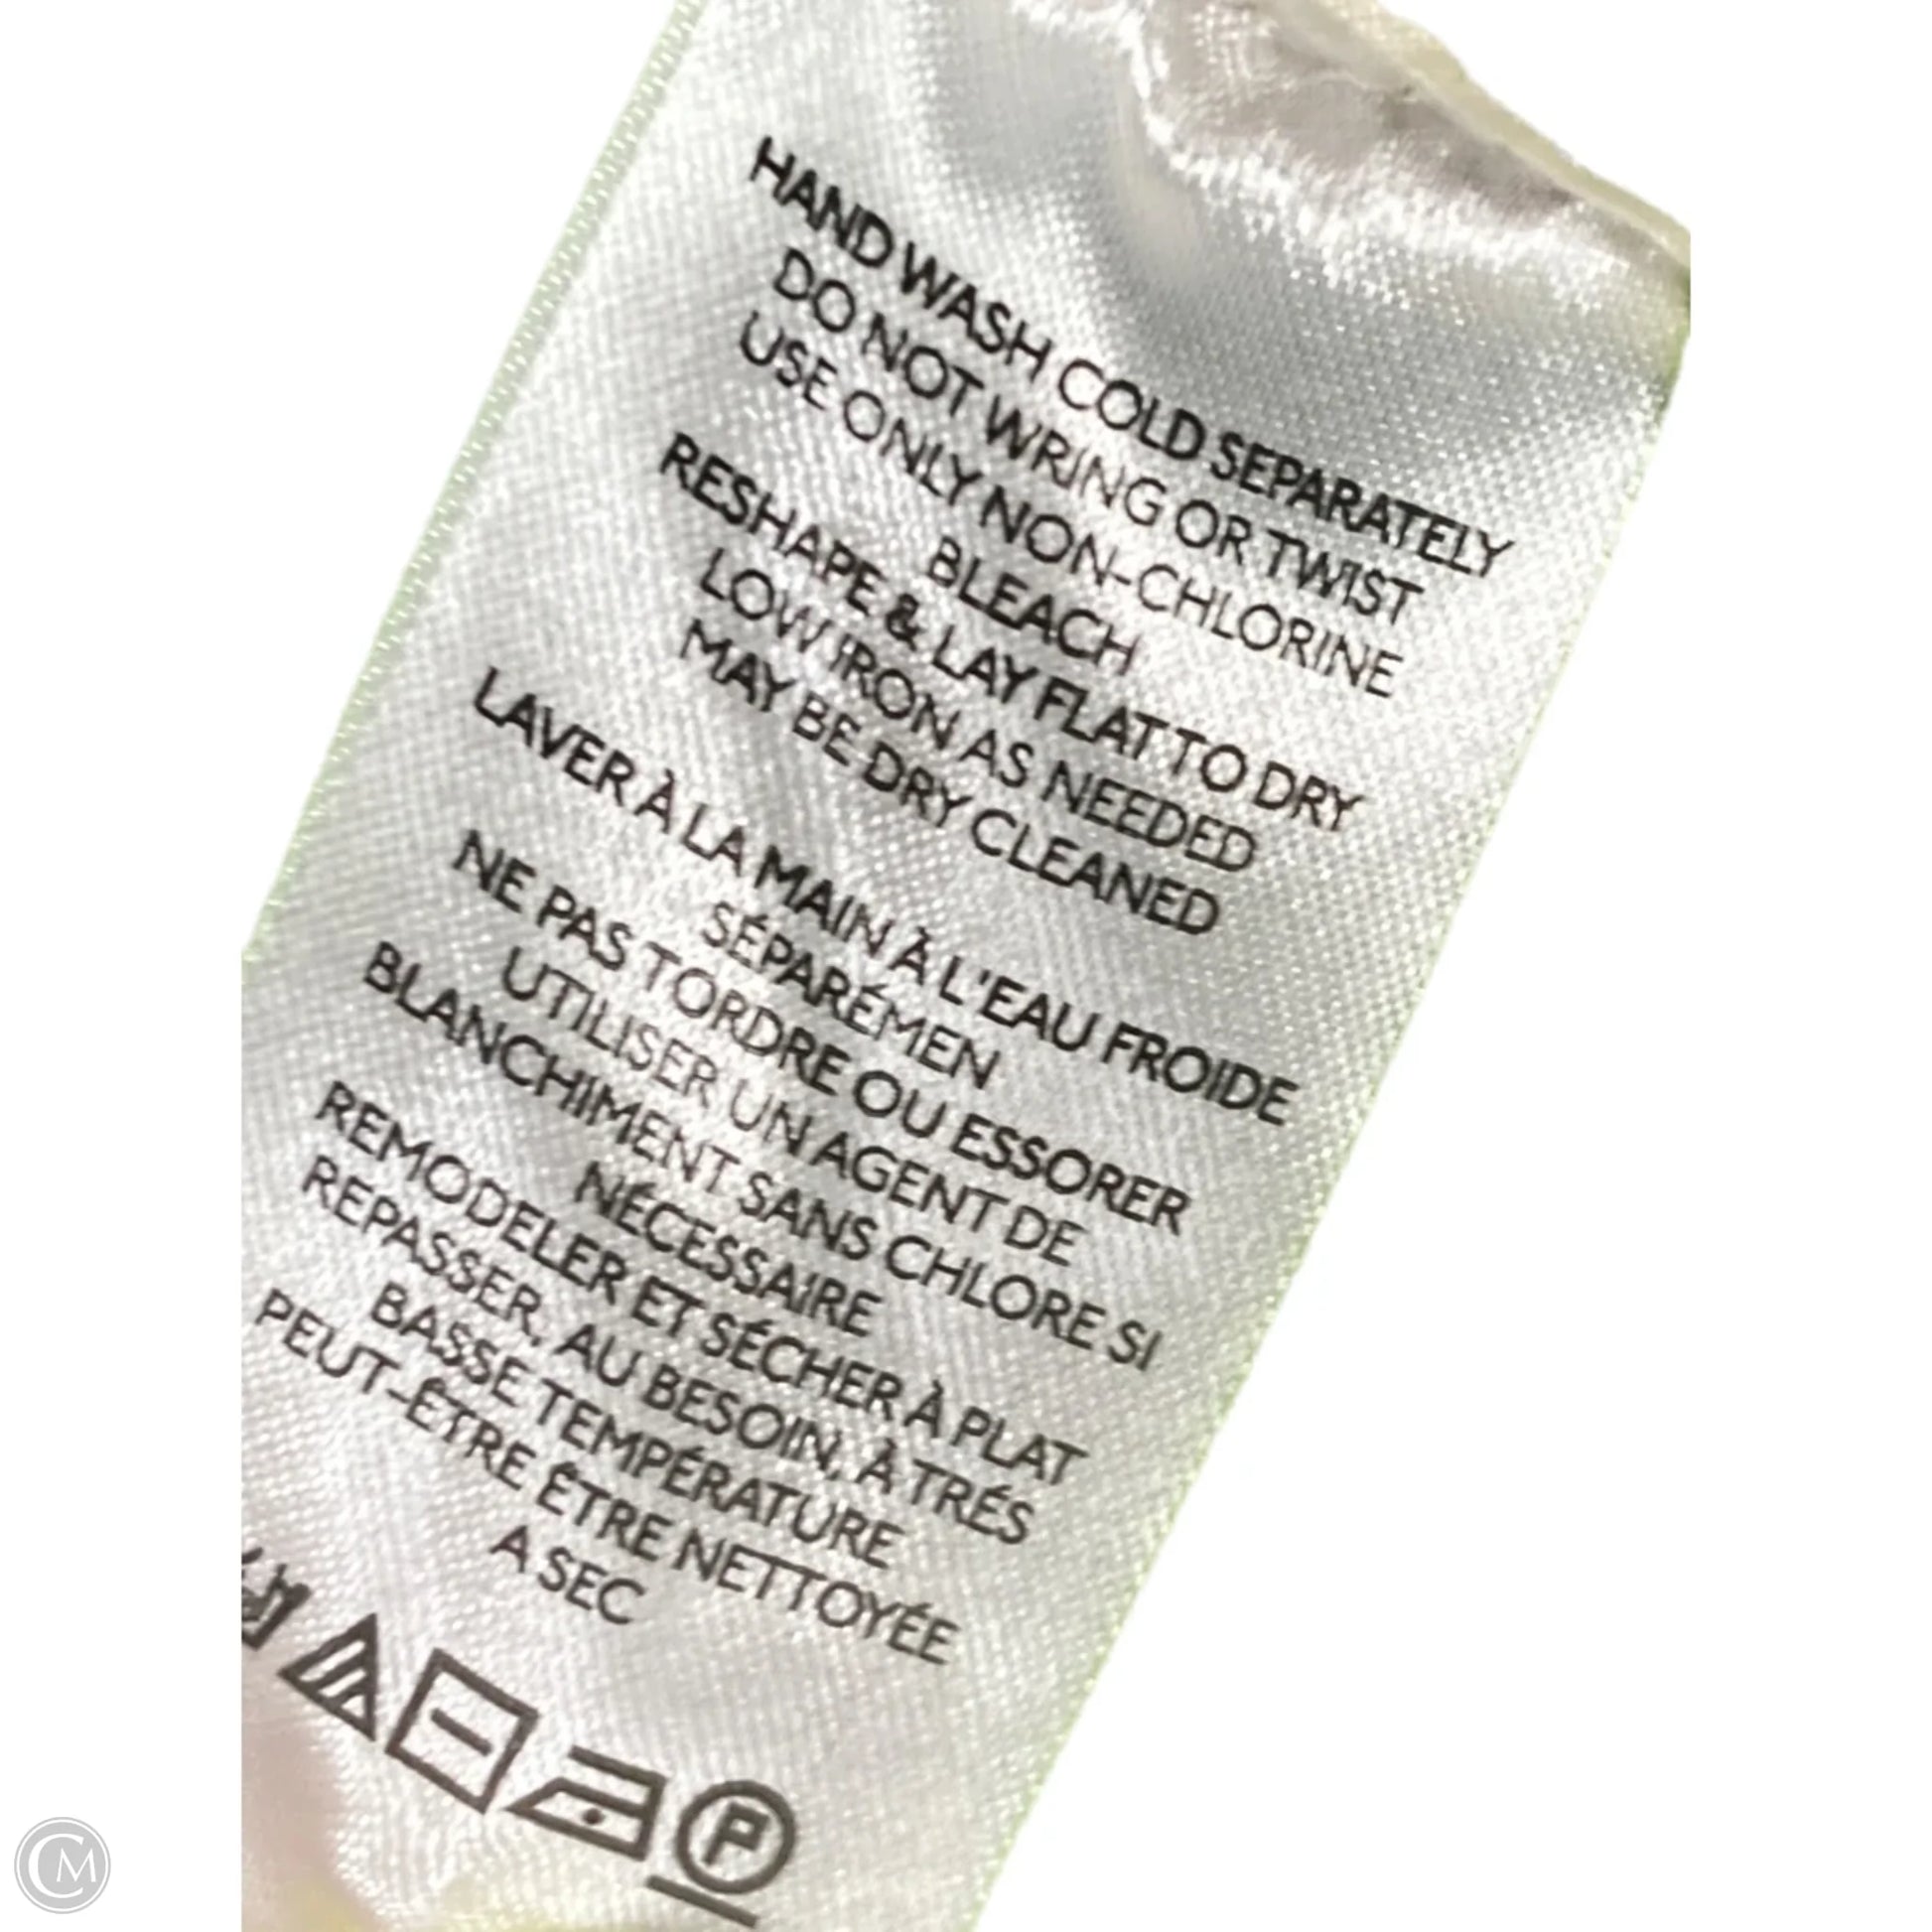 HAND WASH COLD SEPARATELY
DO NOT WRING OR TWIST
USE ONLY NON-CHLORINE
BLEACH
RESHAPE & LAY FLAT TO DRY
LOW IRON AS NEEDED
MAY BE DRY CLEANED
LAVER À LA MAIN À L'EAU FROIDE
SÉPARÉMEN
NE PAS TORDRE OU ESSORER
UTILISER UN AGENT DE
BLANCHIMENT SANS CHLORE SI
NÉCESSAIRE
REMODELER ET SÉCHER À PLAT
REPASSER, AU BESOIN, À TRÉS
BASSE TEMPÉRATURE
PEUT-ÊTRE ÊTRE NETTOYÉE
A SEC
P
CM